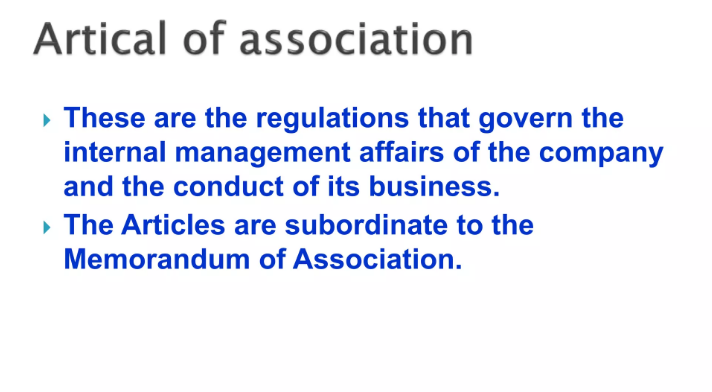 Artical of association
These are the regulations that govern the
internal management affairs of the company
and the conduct of its business.
The Articles are subordinate to the
Memorandum of Association.